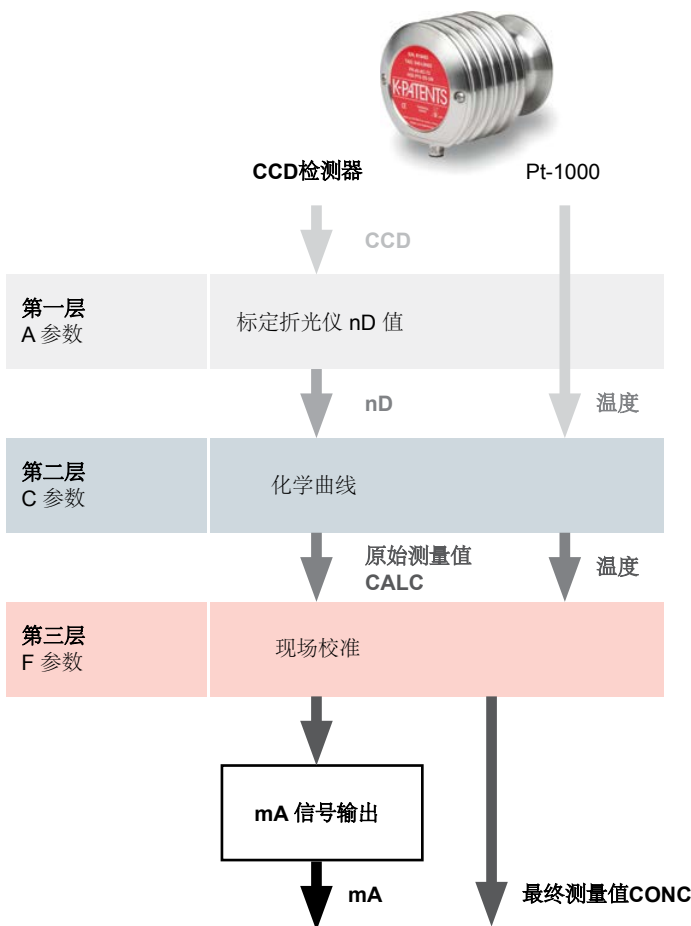 K-PATENTS
CCD检测器
Pt-1000
CCD
第一层
A 参数
标定折光仪 nD 值
nD
温度
第二层
C 参数
化学曲线
原始测量值
CALC
温度
第三层
F 参数
现场校准
mA 信号输出
mA
最终测量值CONC